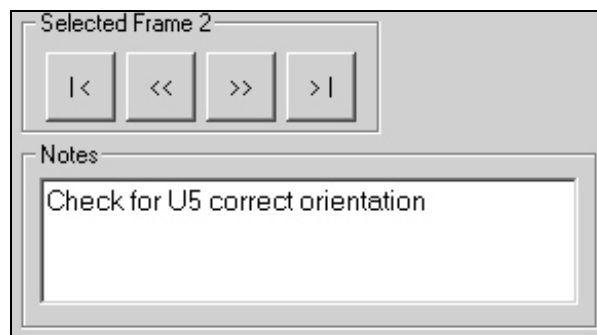 Selected Frame 2
|< << >> >|
Notes
Check for U5 correct orientation